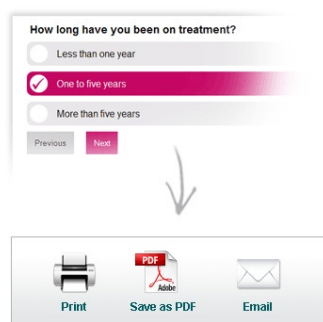 How long have you been on treatment?
Less than one year
One to five years
More than five years
Previous Next
PDF
Adobe
Print Save as PDF Email